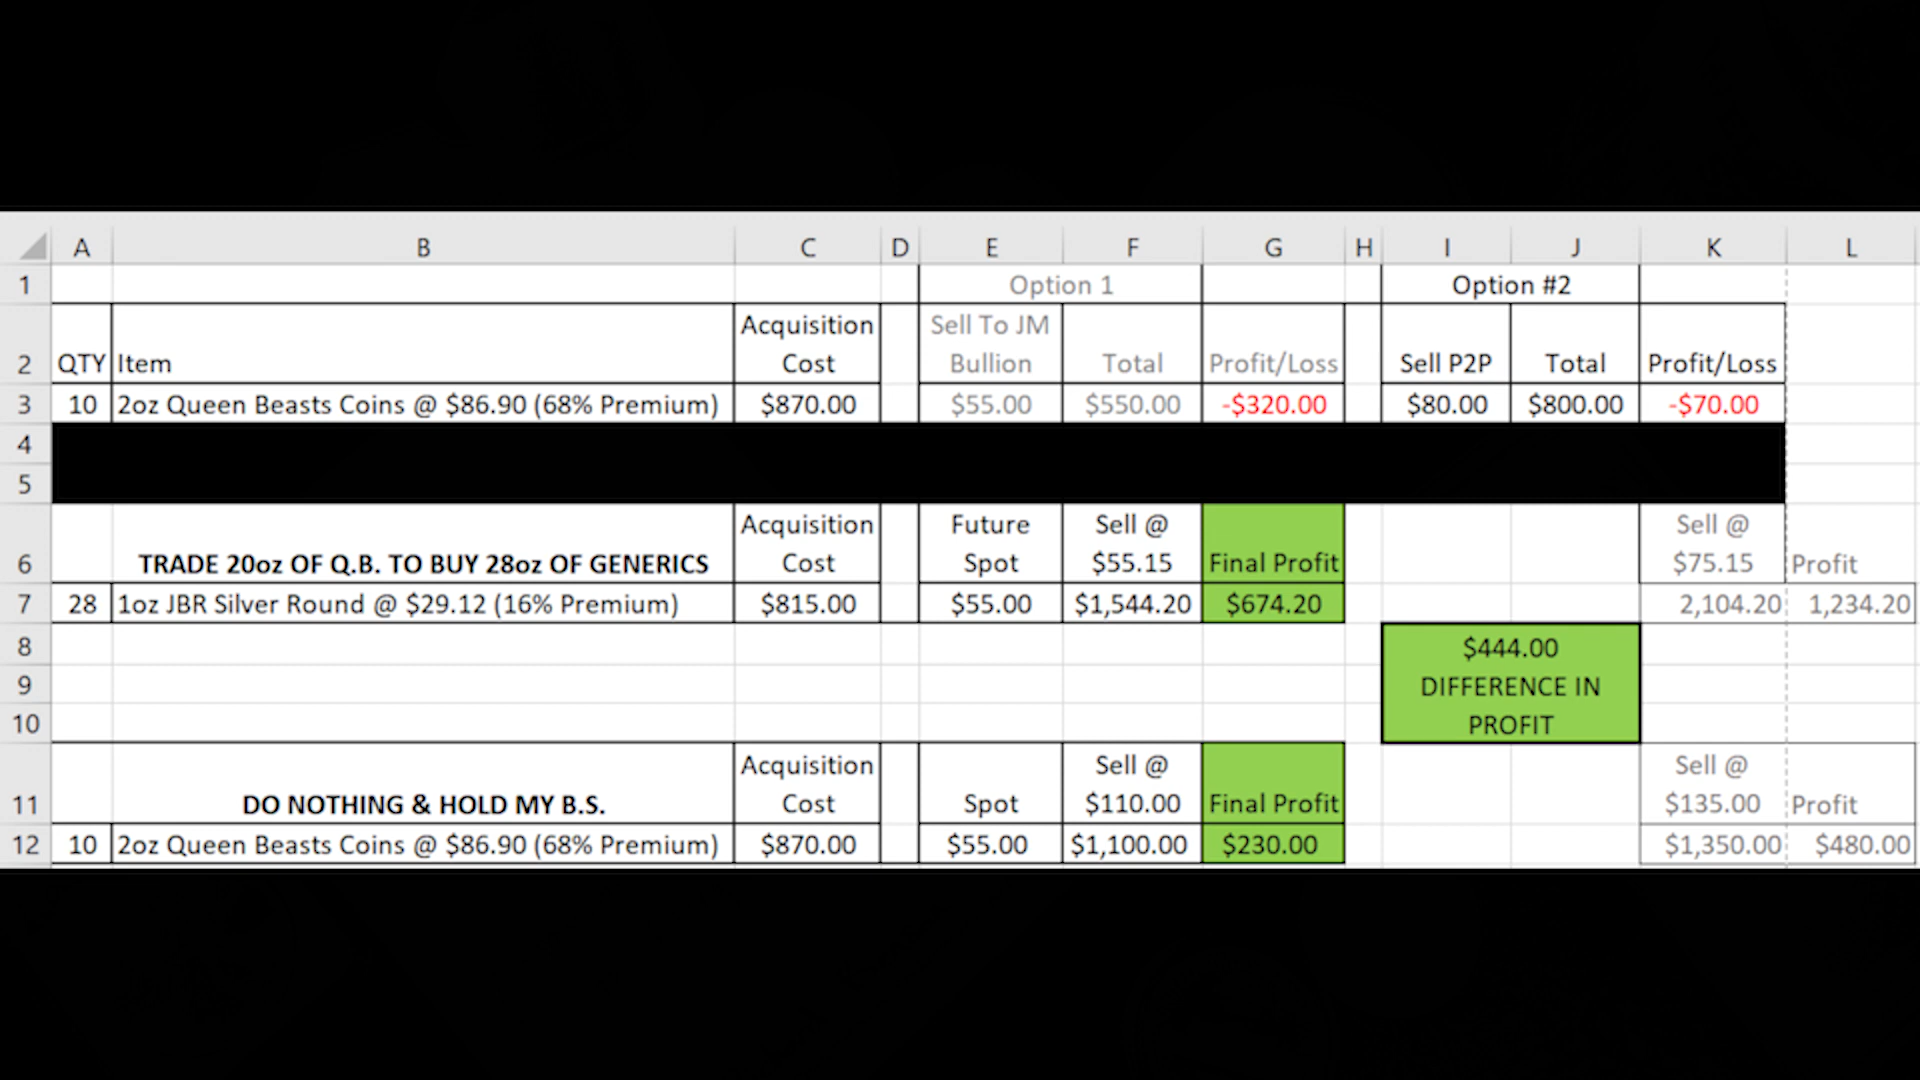 A B C D E F G H I J K L
1 Option 1 Option #2
2 QTY Item Acquisition Cost Sell To JM Bullion Total Profit/Loss Sell P2P Total Profit/Loss
3 10 2oz Queen Beasts Coins @ $86.90 (68% Premium) $870.00 $55.00 $550.00 -$320.00 $80.00 $800.00 -$70.00
4
5
6 TRADE 20oz OF Q.B. TO BUY 28oz OF GENERICS Acquisition Cost Future Spot Sell @ $55.15 Final Profit Sell @ $75.15 Profit
7 28 1oz JBR Silver Round @ $29.12 (16% Premium) $815.00 $55.00 $1,544.20 $674.20 2,104.20 1,234.20
8 $444.00
9 DIFFERENCE IN
10 PROFIT
11 DO NOTHING & HOLD MY B.S. Acquisition Cost Spot Sell @ $110.00 Final Profit Sell @ $135.00 Profit
12 10 2oz Queen Beasts Coins @ $86.90 (68% Premium) $870.00 $55.00 $1,100.00 $230.00 $1,350.00 $480.00